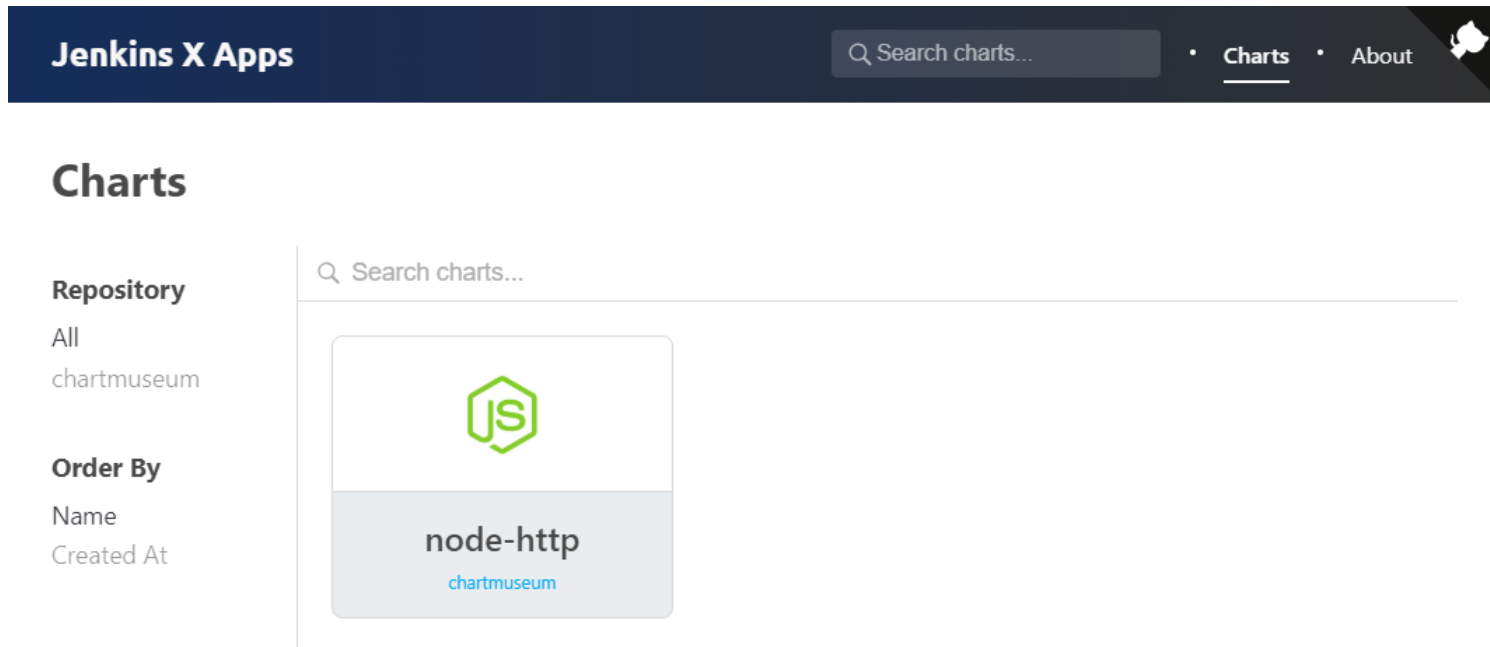 Jenkins X Apps
Search charts...
• Charts • About
Charts
Repository
All
chartmuseum
Order By
Name
Created At
Search charts...
JS
node-http
chartmuseum